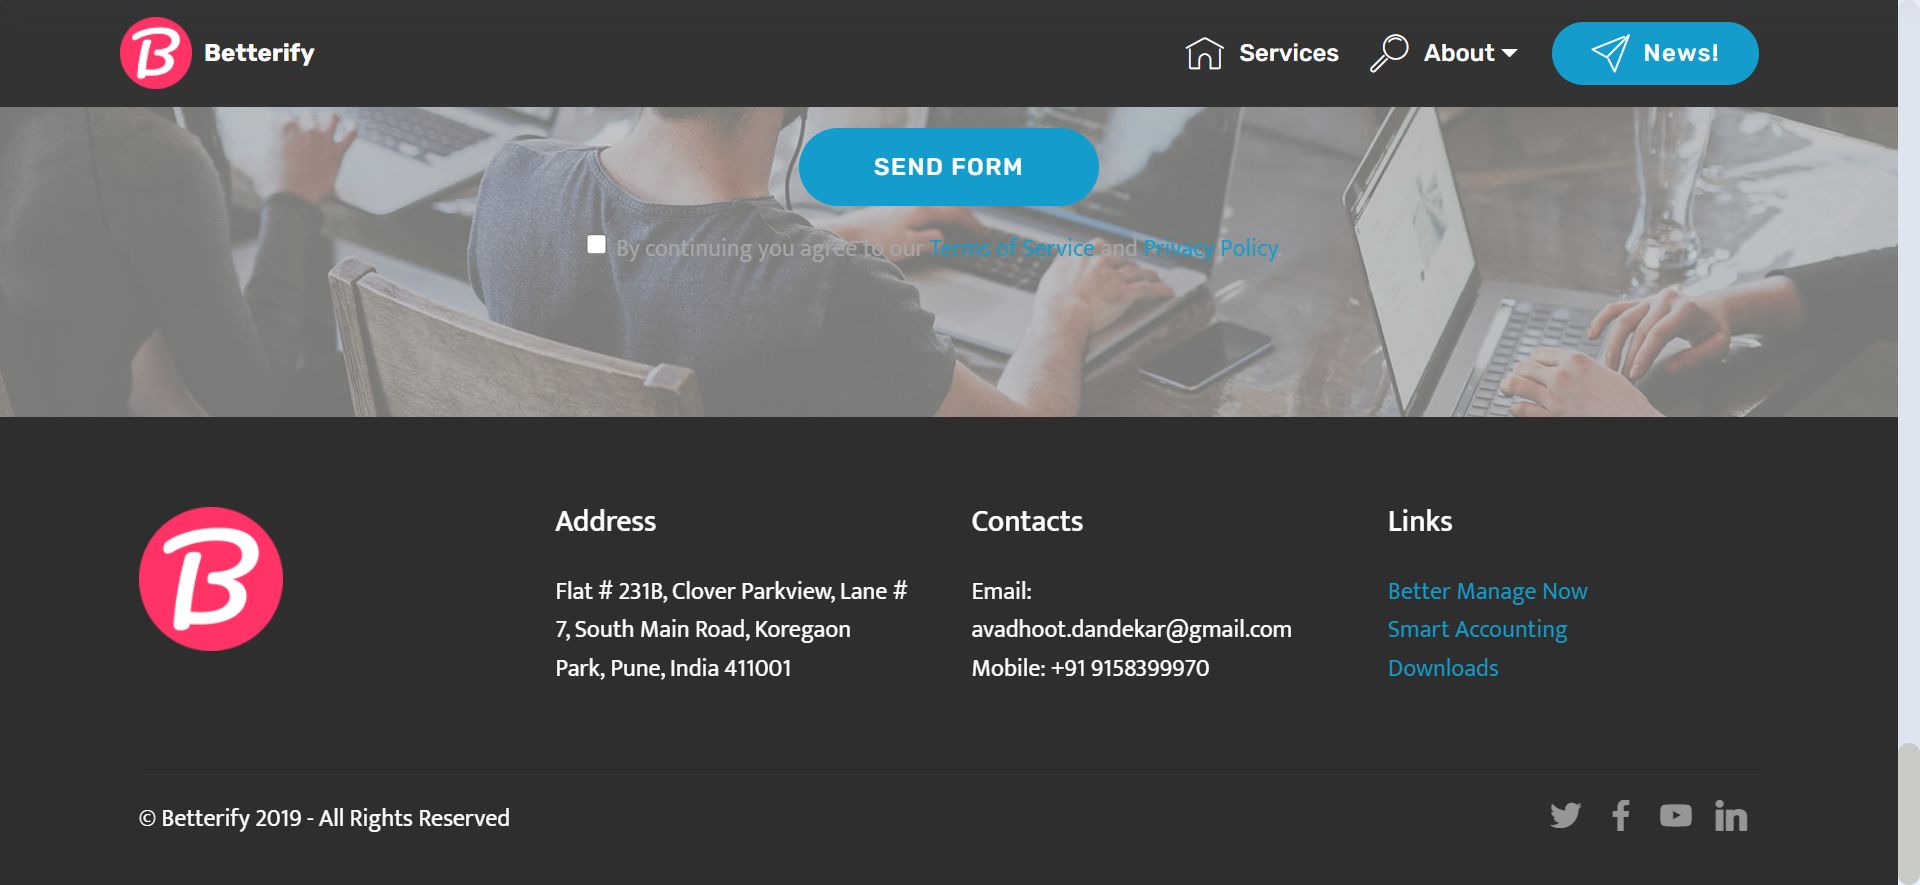 Betterify
Services
About
News!
SEND FORM
By continuing you agree to our Terms of Service and Privacy Policy.
Address
Flat # 231B, Clover Parkview, Lane #
7, South Main Road, Koregaon
Park, Pune, India 411001
Contacts
Email:
avadhoot.dandekar@gmail.com
Mobile: +91 9158399970
Links
Better Manage Now
Smart Accounting
Downloads
© Betterify 2019 - All Rights Reserved